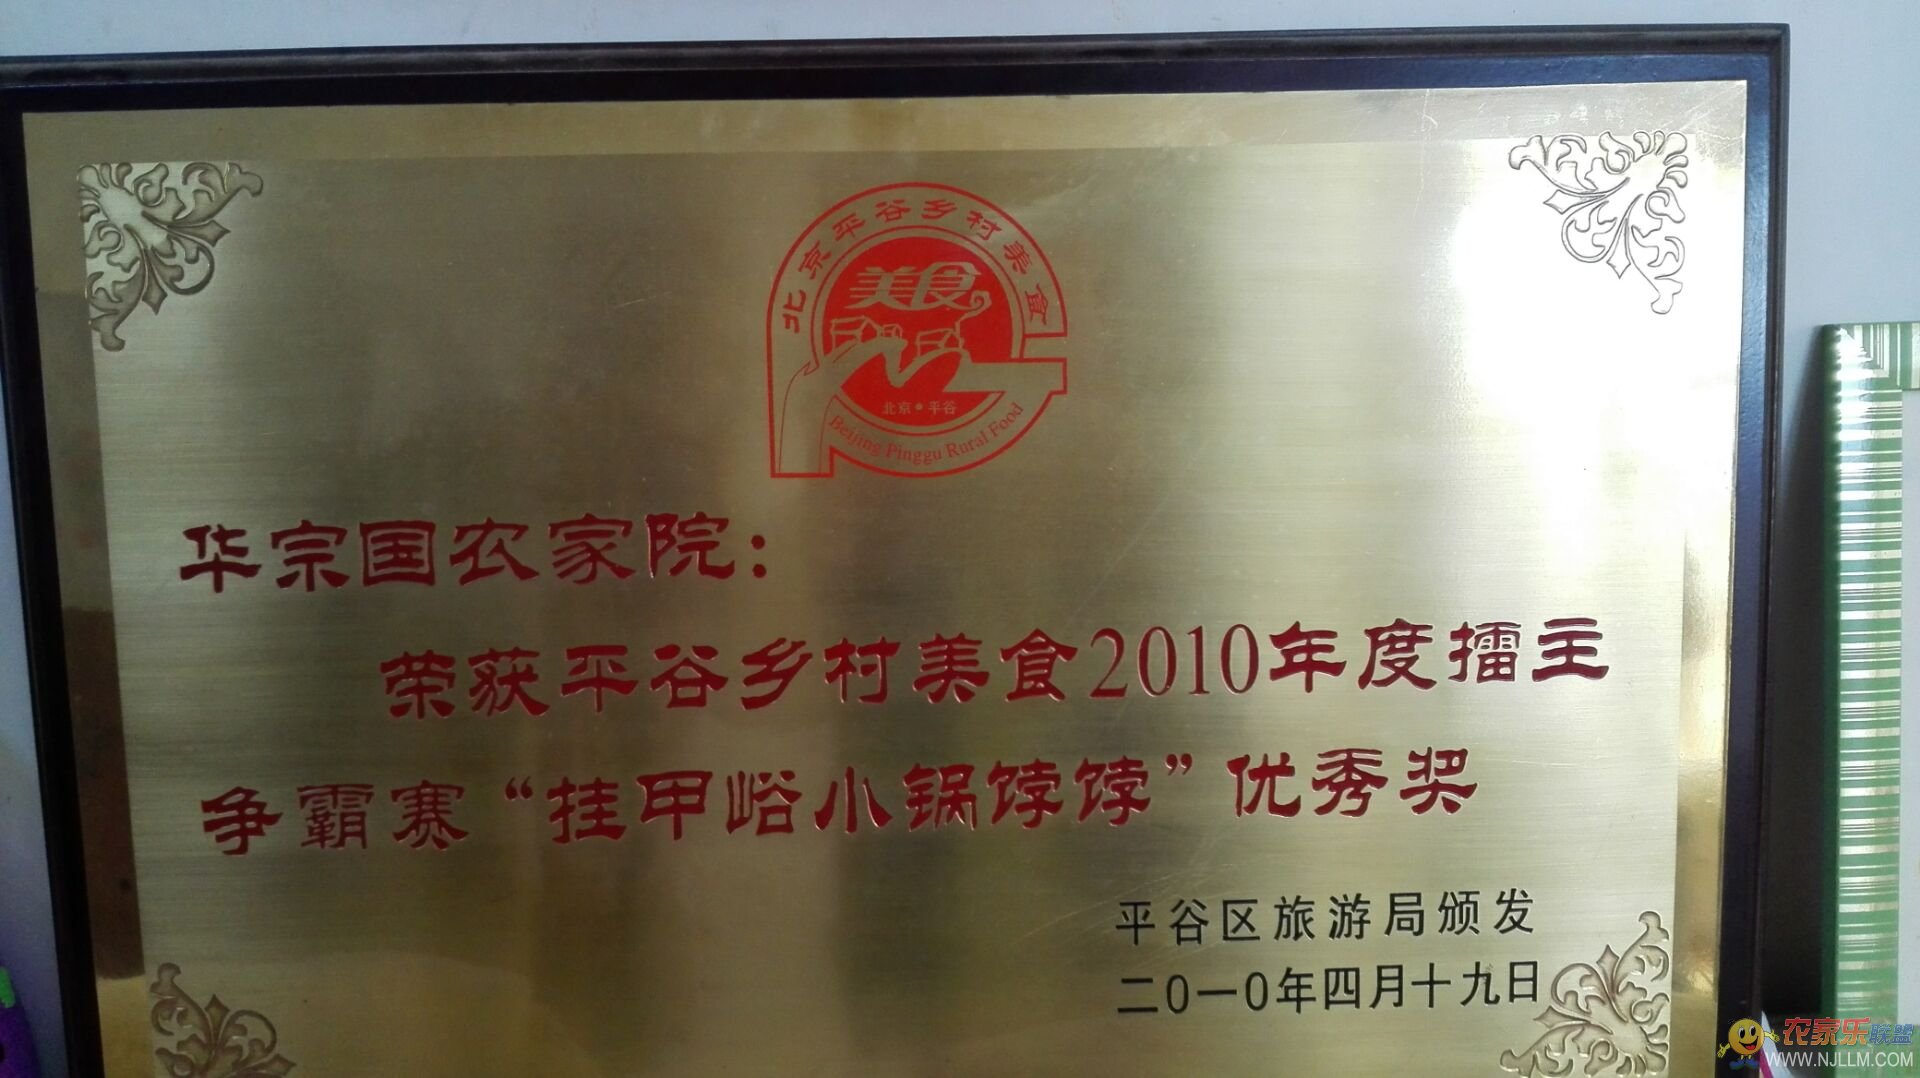 北京平谷乡村美食
美食
北京·平谷
Beijing Pinggu Rural Food
华宗国农家院：
荣获平谷乡村美食2010年度擂主
争霸赛“挂甲峪小锅饽饽”优秀奖
平谷区旅游局颁发
二0一0年四月十九日
农家乐联盟
WWW.NJLLM.COM